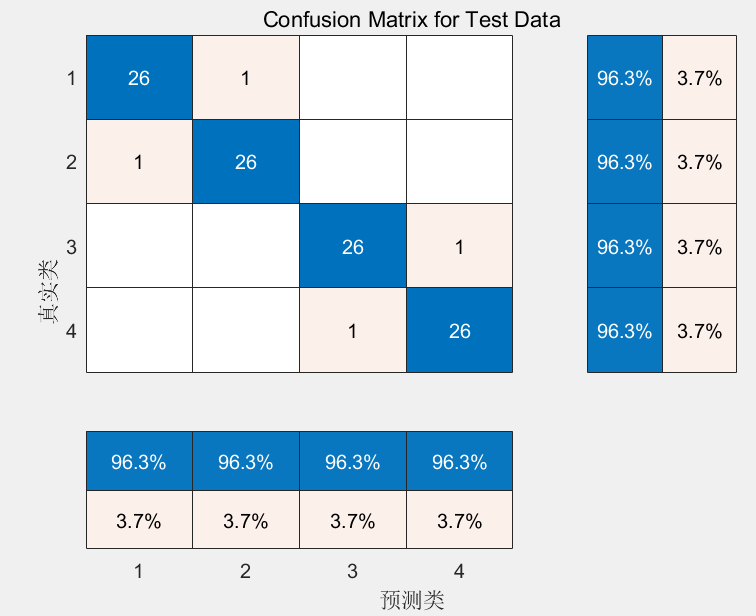 Confusion Matrix for Test Data
1 26 1 96.3% 3.7%
2 1 26 96.3% 3.7%
3 26 1 96.3% 3.7%
4 1 26 96.3% 3.7%
真实类
96.3% 96.3% 96.3% 96.3%
3.7% 3.7% 3.7% 3.7%
1 2 3 4
预测类